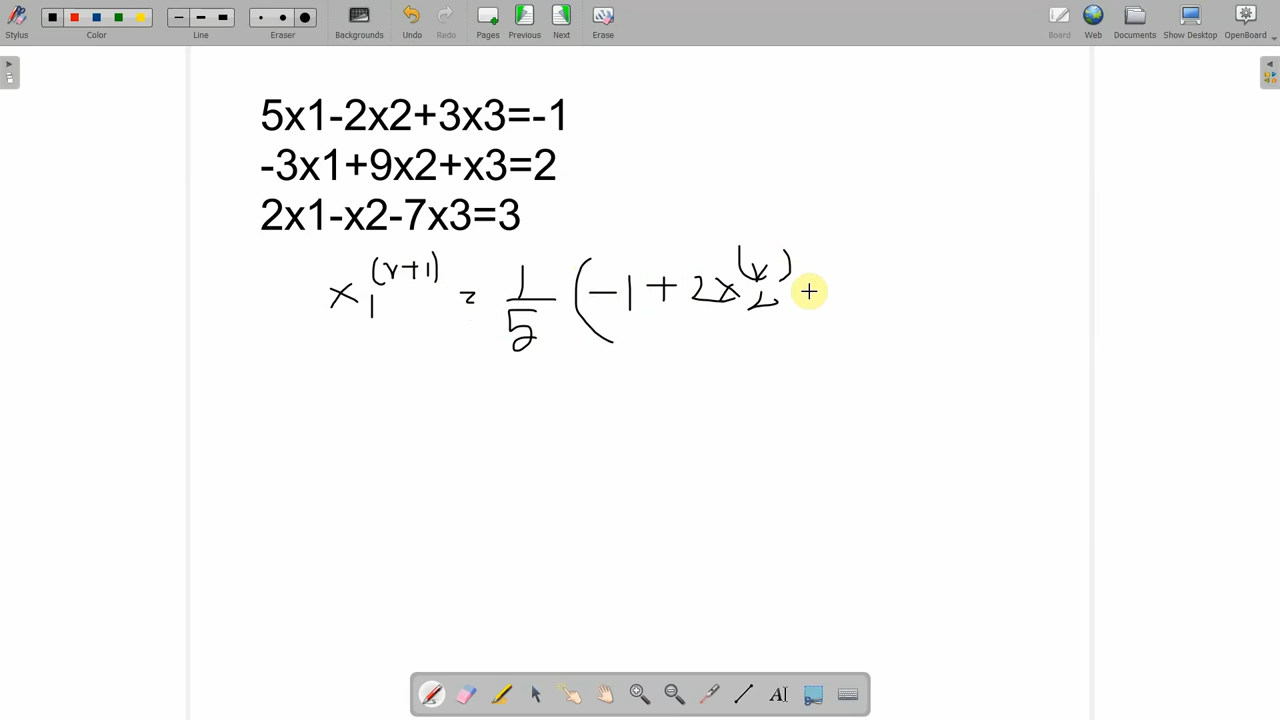 Stylus Color Line Eraser Backgrounds Undo Redo Pages Previous Next Erase Board Web Documents Show Desktop OpenBoard
5x1-2x2+3x3=-1
-3x1+9x2+x3=2
2x1-x2-7x3=3
x₁^(r+1) = 1/5 (-1 + 2x₂^(r)
AI